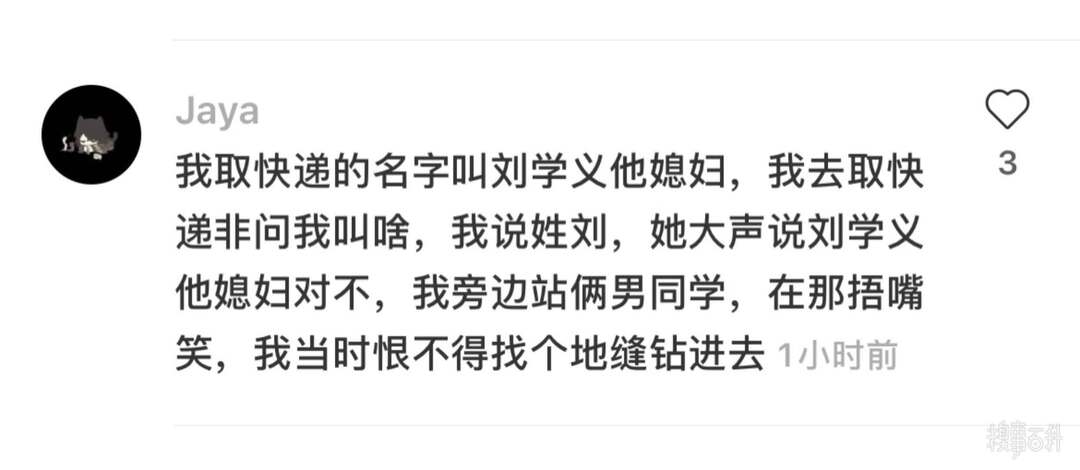 Jaya
我取快递的名字叫刘学义他媳妇，我去取快
递非问我叫啥，我说姓刘，她大声说刘学义
他媳妇对不，我旁边站俩男同学，在那捂嘴
笑，我当时恨不得找个地缝钻进去 1小时前
3